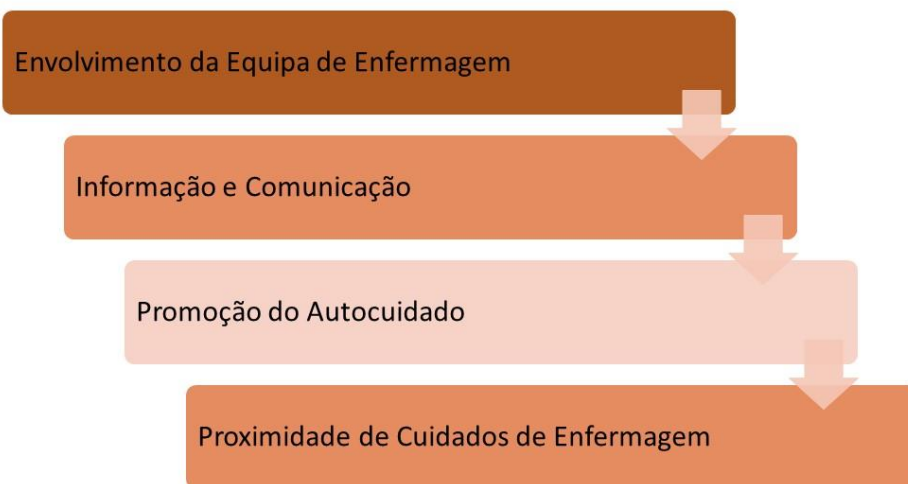 Envolvimento da Equipa de Enfermagem
Informação e Comunicação
Promoção do Autocuidado
Proximidade de Cuidados de Enfermagem